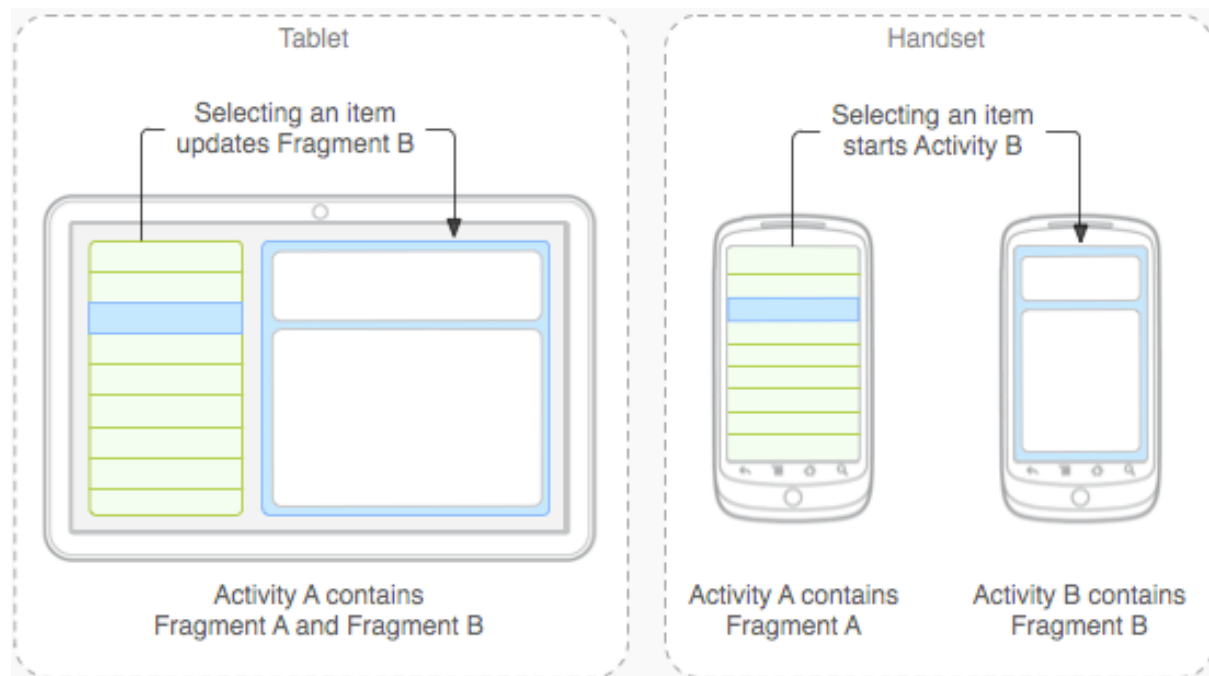 Tablet
Selecting an item
updates Fragment B
Activity A contains
Fragment A and Fragment B
Handset
Selecting an item
starts Activity B
Activity A contains
Fragment A
Activity B contains
Fragment B